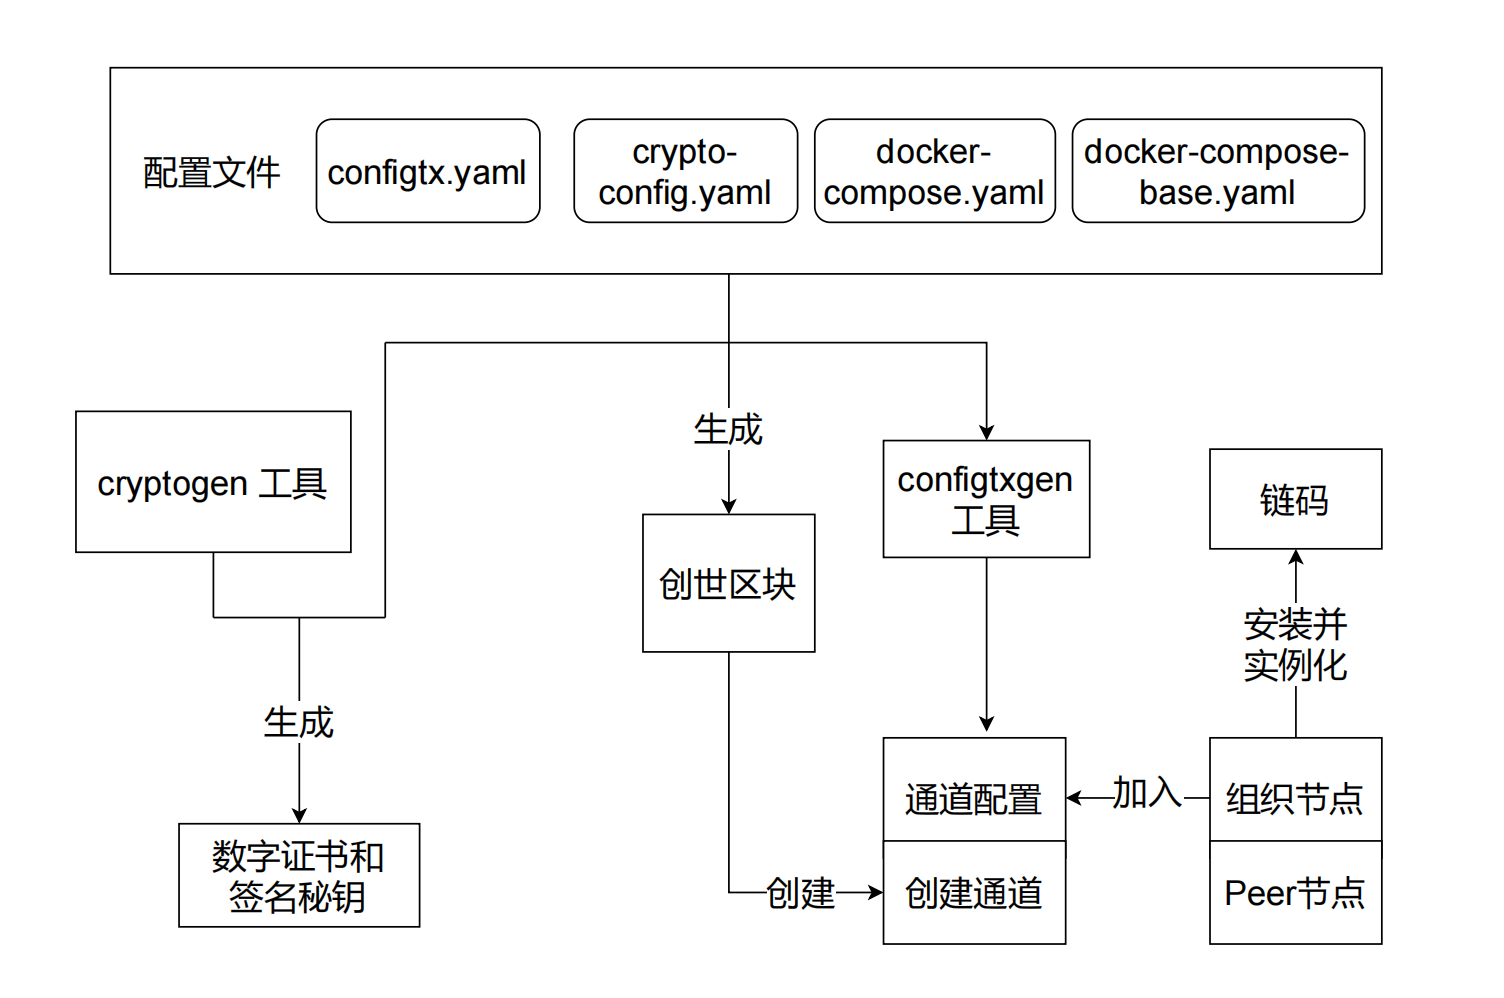 配置文件
configtx.yaml
crypto-
config.yaml
docker-
compose.yaml
docker-compose-
base.yaml
生成
cryptogen 工具
configtxgen
工具
链码
创世区块
安装并
实例化
生成
通道配置
加入
组织节点
数字证书和
签名秘钥
创建
创建通道
Peer节点